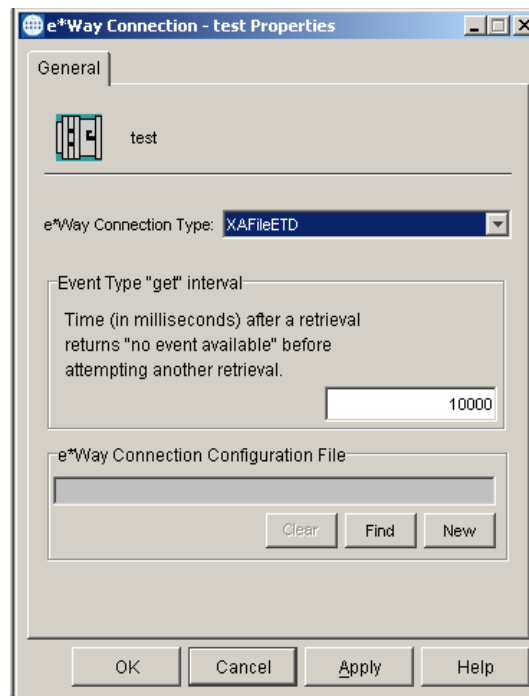 e*Way Connection - test Properties
General
test
e*Way Connection Type: XAFileETD
Event Type "get" interval
Time (in milliseconds) after a retrieval
returns "no event available" before
attempting another retrieval.
10000
e*Way Connection Configuration File
Clear Find New
OK Cancel Apply Help